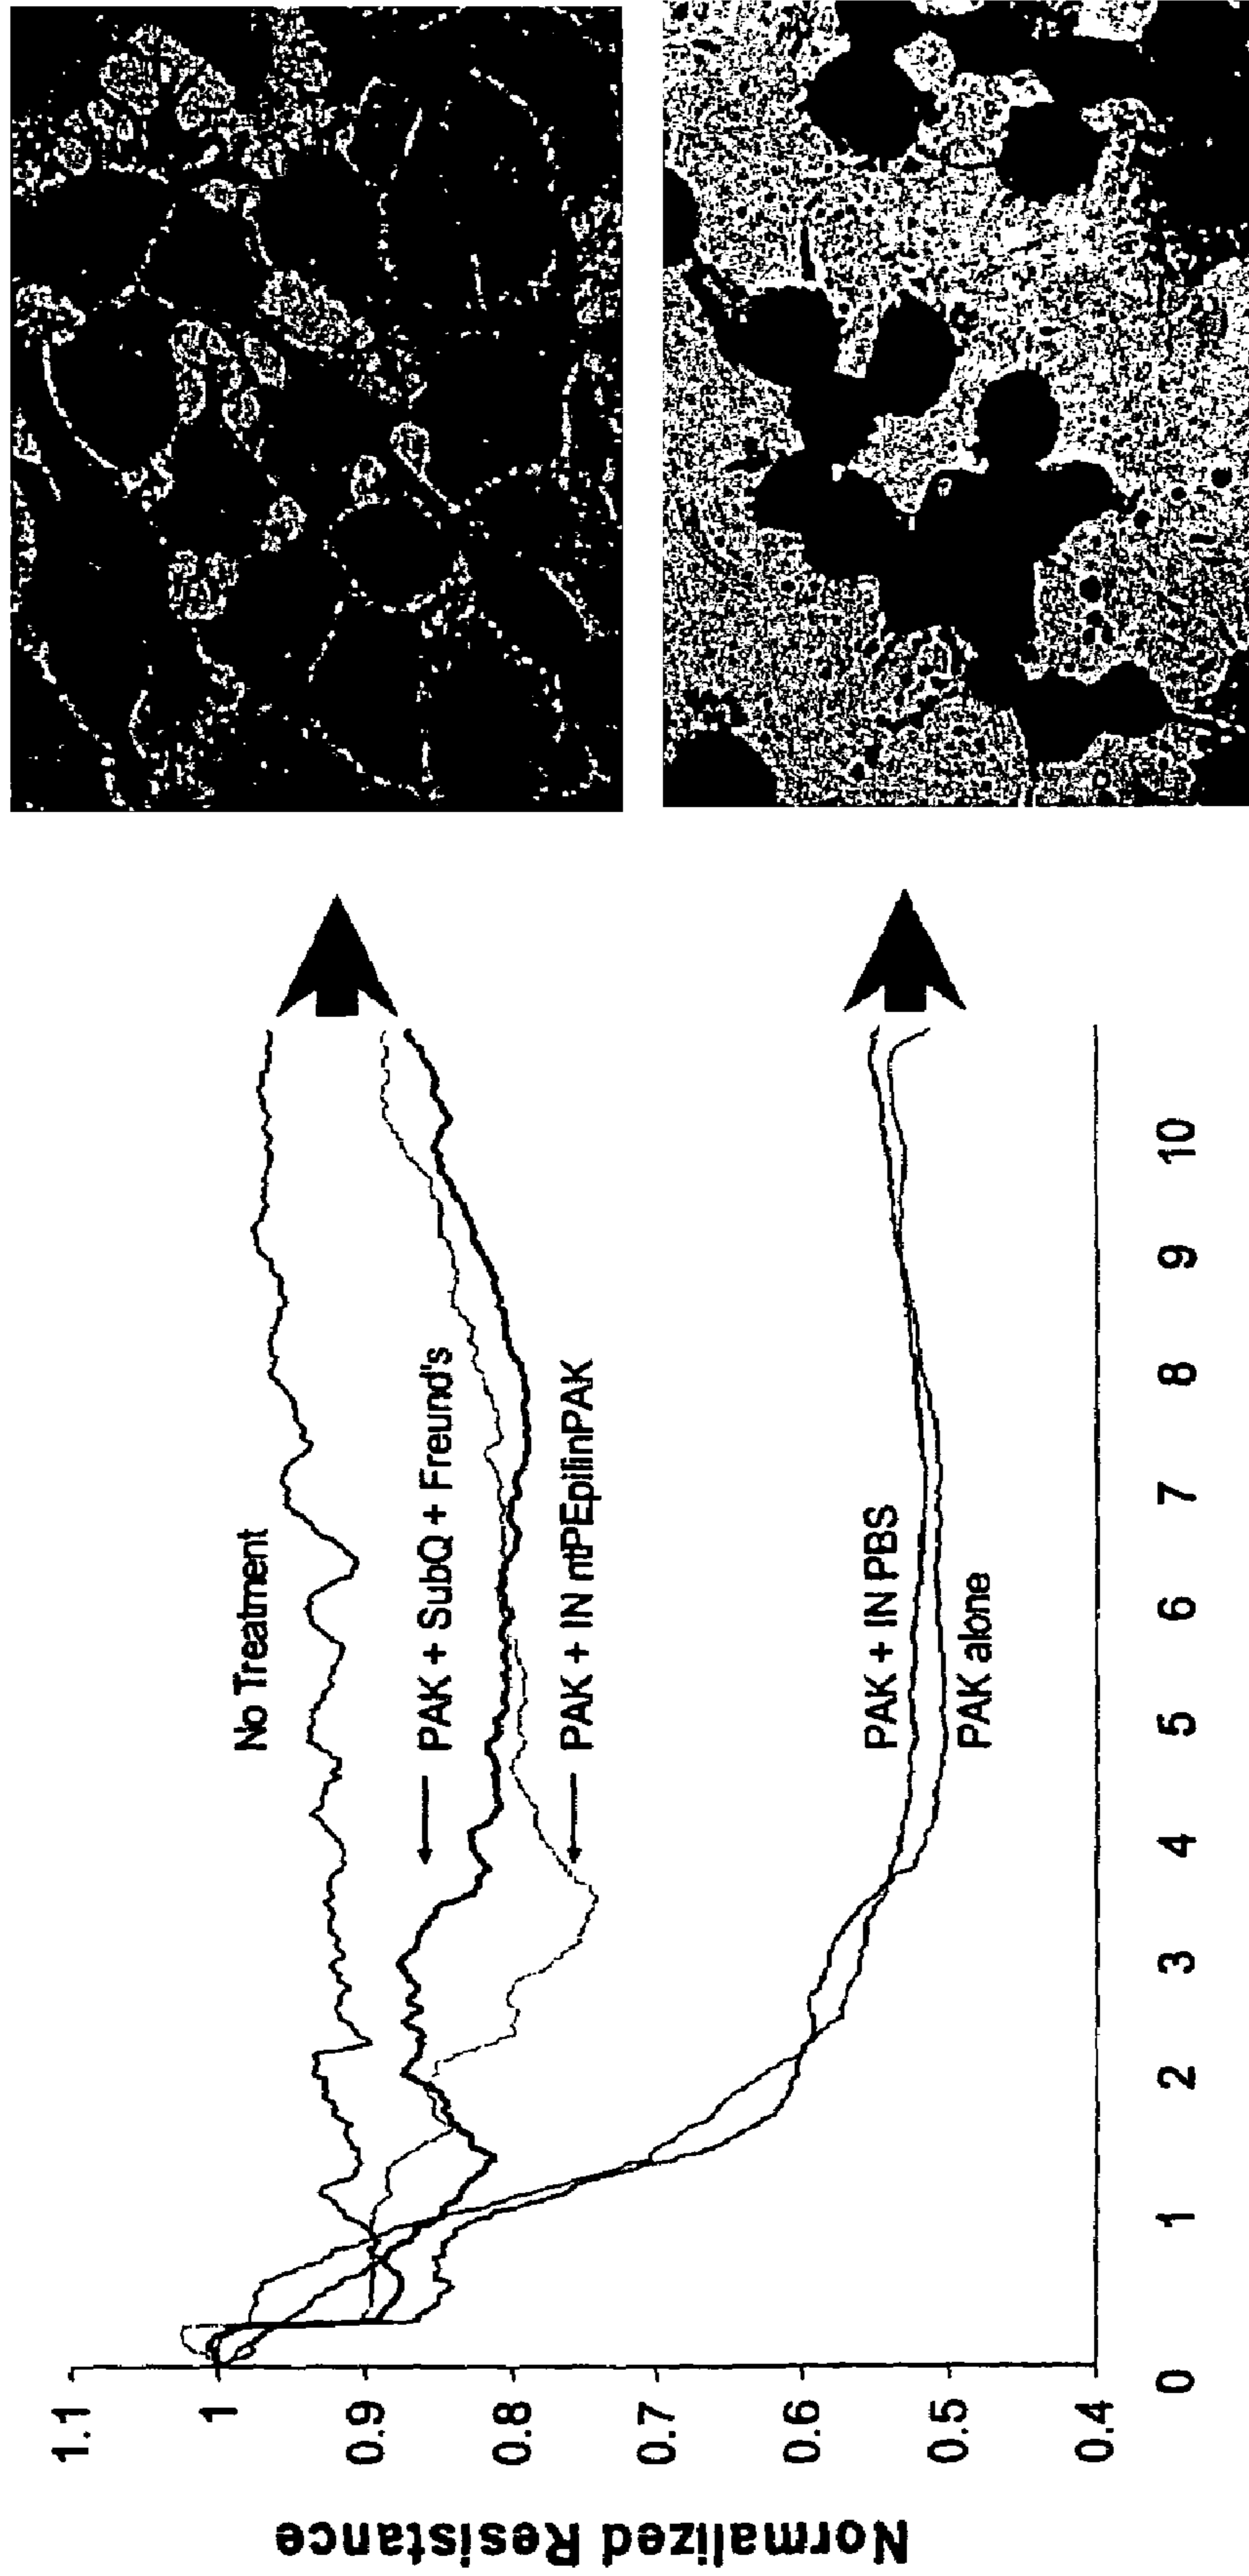 Normalized Resistance
1.1
1
0.9
0.8
0.7
0.6
0.5
0.4
No Treatment
PAK + SubQ + Freund's
PAK + IN ntPEpilinPAK
PAK + IN PBS
PAK alone
0 1 2 3 4 5 6 7 8 9 10